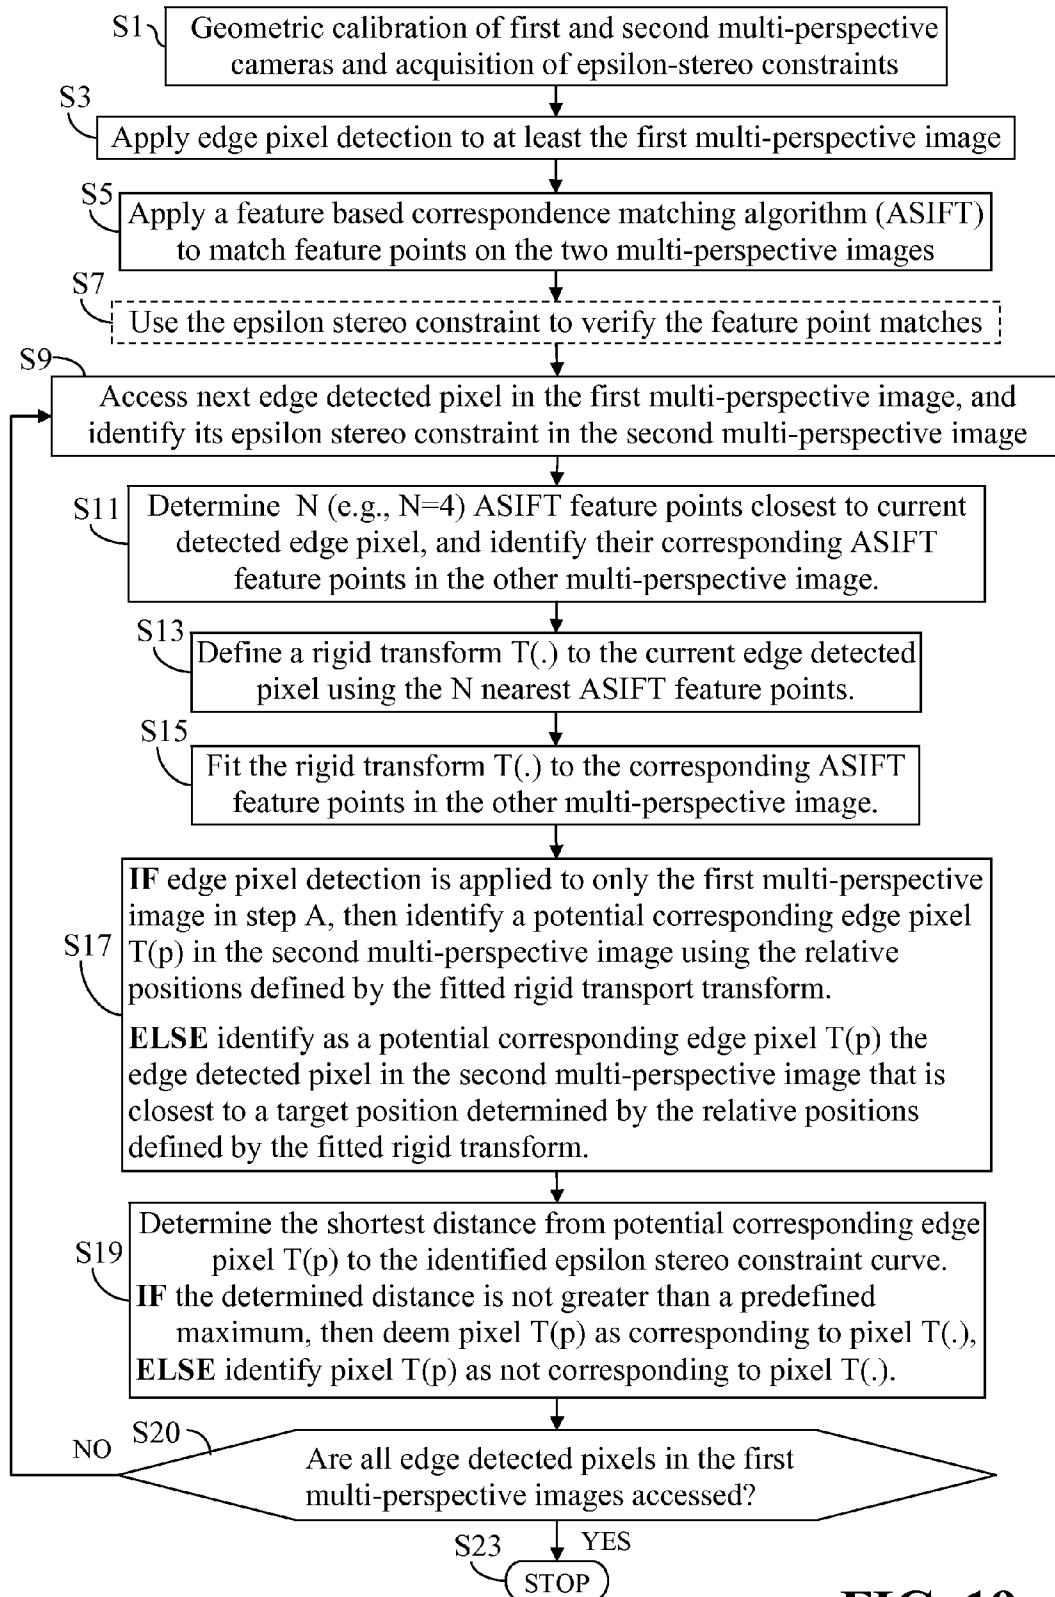 S1
Geometric calibration of first and second multi-perspective
cameras and acquisition of epsilon-stereo constraints
S3
Apply edge pixel detection to at least the first multi-perspective image
S5
Apply a feature based correspondence matching algorithm (ASIFT)
to match feature points on the two multi-perspective images
S7
Use the epsilon stereo constraint to verify the feature point matches
S9
Access next edge detected pixel in the first multi-perspective image, and
identify its epsilon stereo constraint in the second multi-perspective image
S11
Determine N (e.g., N=4) ASIFT feature points closest to current
detected edge pixel, and identify their corresponding ASIFT
feature points in the other multi-perspective image.
S13
Define a rigid transform T(.) to the current edge detected
pixel using the N nearest ASIFT feature points.
S15
Fit the rigid transform T(.) to the corresponding ASIFT
feature points in the other multi-perspective image.
S17
IF edge pixel detection is applied to only the first multi-perspective
image in step A, then identify a potential corresponding edge pixel
T(p) in the second multi-perspective image using the relative
positions defined by the fitted rigid transport transform.
ELSE identify as a potential corresponding edge pixel T(p) the
edge detected pixel in the second multi-perspective image that is
closest to a target position determined by the relative positions
defined by the fitted rigid transform.
S19
Determine the shortest distance from potential corresponding edge
pixel T(p) to the identified epsilon stereo constraint curve.
IF the determined distance is not greater than a predefined
maximum, then deem pixel T(p) as corresponding to pixel T(.),
ELSE identify pixel T(p) as not corresponding to pixel T(.).
S20
NO
Are all edge detected pixels in the first
multi-perspective images accessed?
YES
S23
STOP